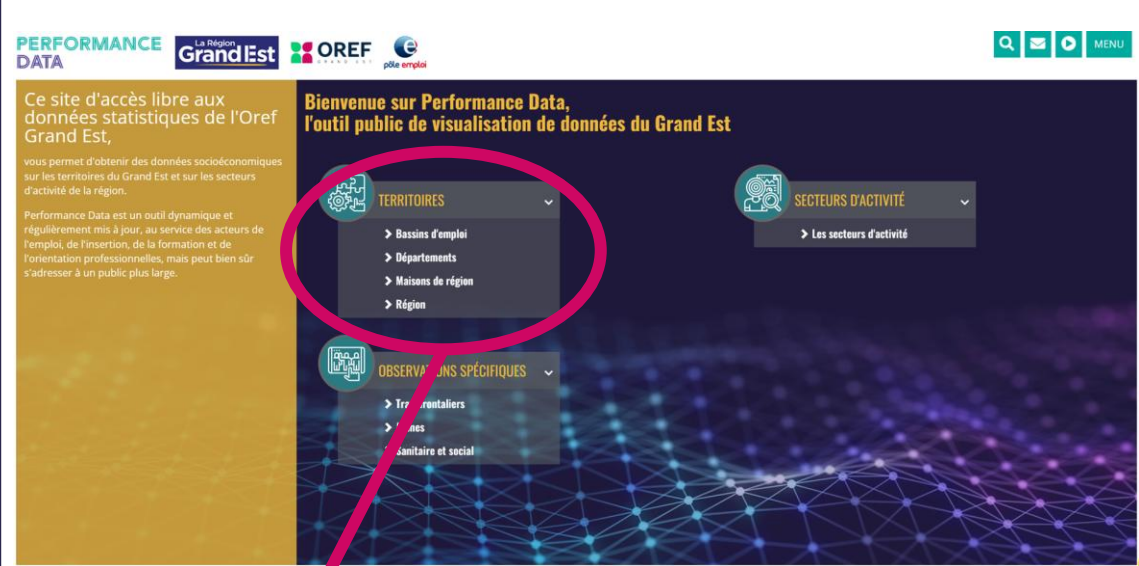 PERFORMANCE
DATA
La Région
Grand Est
OREF
GRAND EST
pôle emploi
MENU
Ce site d'accès libre aux
données statistiques de l'Oref
Grand Est,
vous permet d'obtenir des données socioéconomiques
sur les territoires du Grand Est et sur les secteurs
d'activité de la région.
Performance Data est un outil dynamique et
régulièrement mis à jour, au service des acteurs de
l'emploi, de l'insertion, de la formation et de
l'orientation professionnelles, mais peut bien sûr
s'adresser à un public plus large.
Bienvenue sur Performance Data,
l'outil public de visualisation de données du Grand Est
TERRITOIRES
Bassins d'emploi
Départements
Maisons de région
Région
SECTEURS D'ACTIVITÉ
Les secteurs d'activité
OBSERVATIONS SPÉCIFIQUES
Transfrontaliers
Sanitaire et social